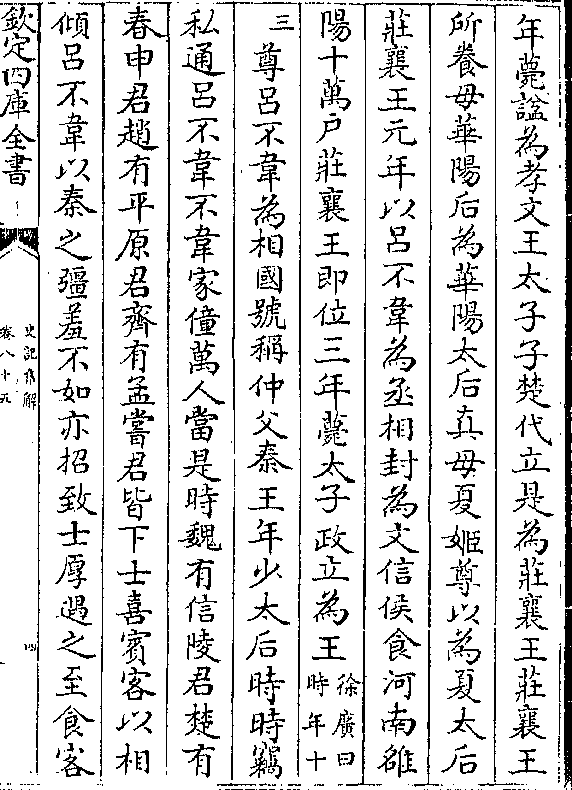 年薨諡為孝文王太子子楚代立是為莊襄王莊襄王
所養母華陽后為華陽太后真母夏姬尊以為夏太后
莊襄王元年以呂不韋為丞相封為文信侯食河南雒
陽十萬户莊襄王即位三年薨太子政立為王徐廣曰
時年十
三尊呂不韋為相國號稱仲父秦王年少太后時時竊
私通呂不韋不韋家僮萬人當是時魏有信陵君楚有
春申君趙有平原君齊有孟嘗君皆下士喜賓客以相
傾呂不韋以秦之彊羞不如亦招致士厚遇之至食客
欽定四庫全書
史記集解
卷八十五
四